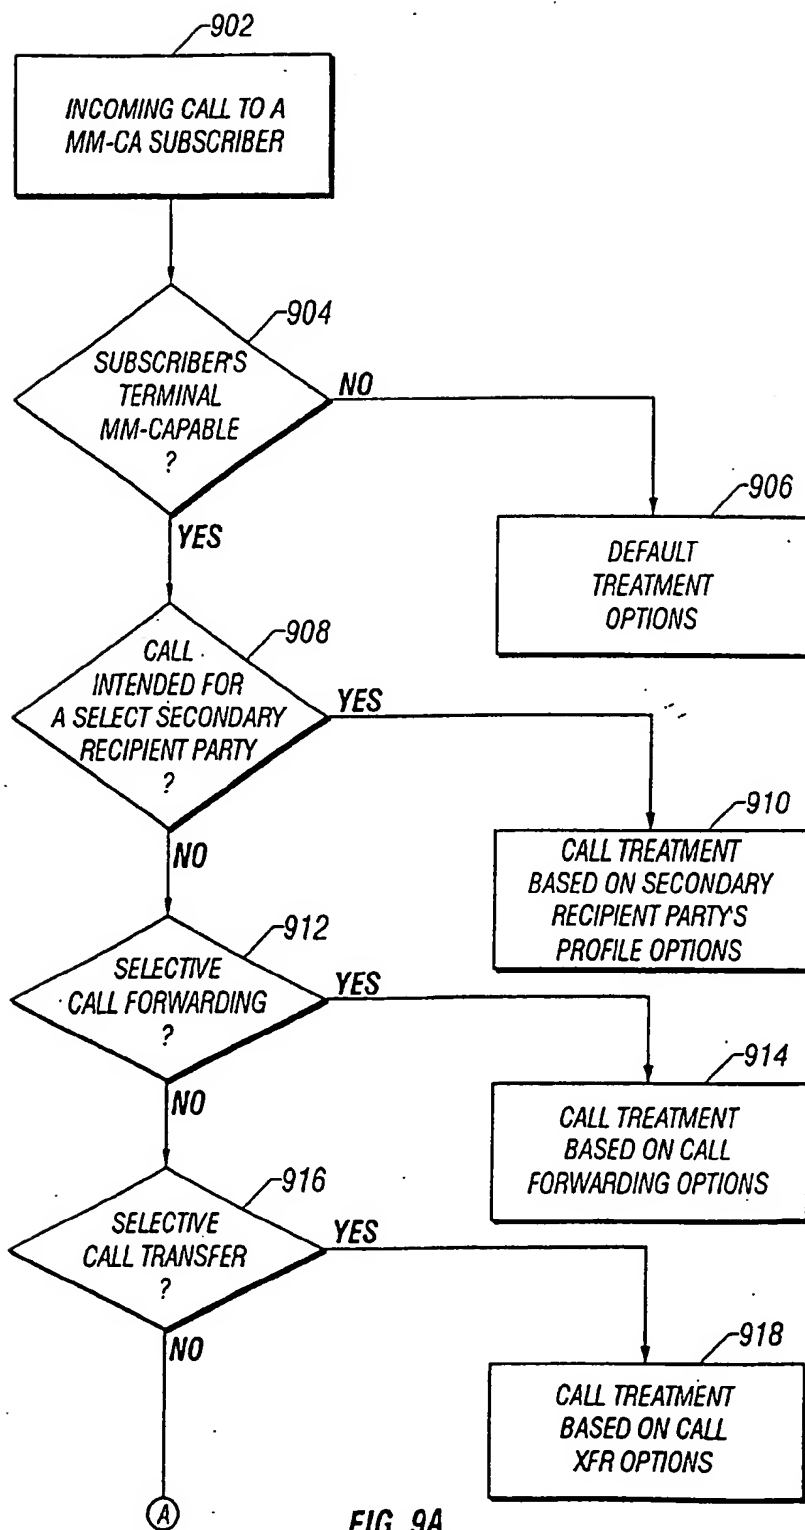 902
INCOMING CALL TO A
MM-CA SUBSCRIBER
904
SUBSCRIBER'S
TERMINAL
MM-CAPABLE
?
NO
YES
906
DEFAULT
TREATMENT
OPTIONS
908
CALL
INTENDED FOR
A SELECT SECONDARY
RECIPIENT PARTY
?
YES
NO
910
CALL TREATMENT
BASED ON SECONDARY
RECIPIENT PARTY'S
PROFILE OPTIONS
912
SELECTIVE
CALL FORWARDING
?
YES
NO
914
CALL TREATMENT
BASED ON CALL
FORWARDING OPTIONS
916
SELECTIVE
CALL TRANSFER
?
YES
NO
918
CALL TREATMENT
BASED ON CALL
XFR OPTIONS
A
FIG. 9A